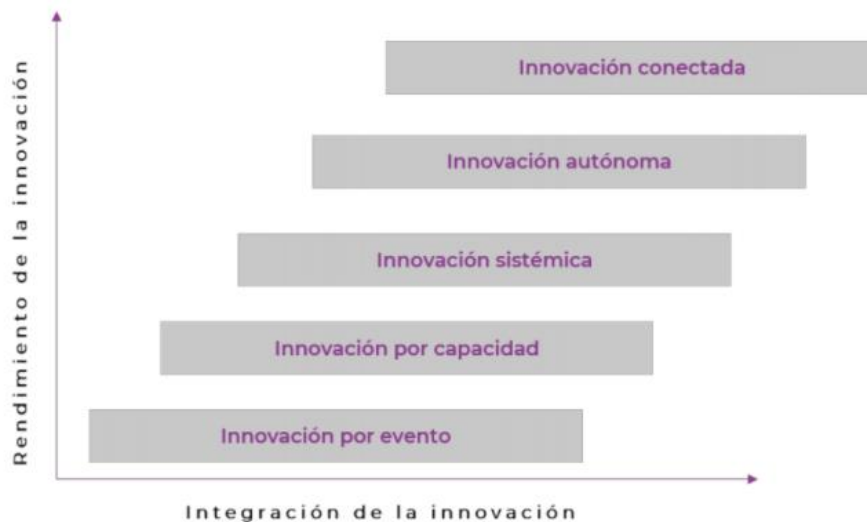 Innovación conectada
Innovación autónoma
Innovación sistémica
Innovación por capacidad
Innovación por evento
Rendimiento de la innovación
Integración de la innovación